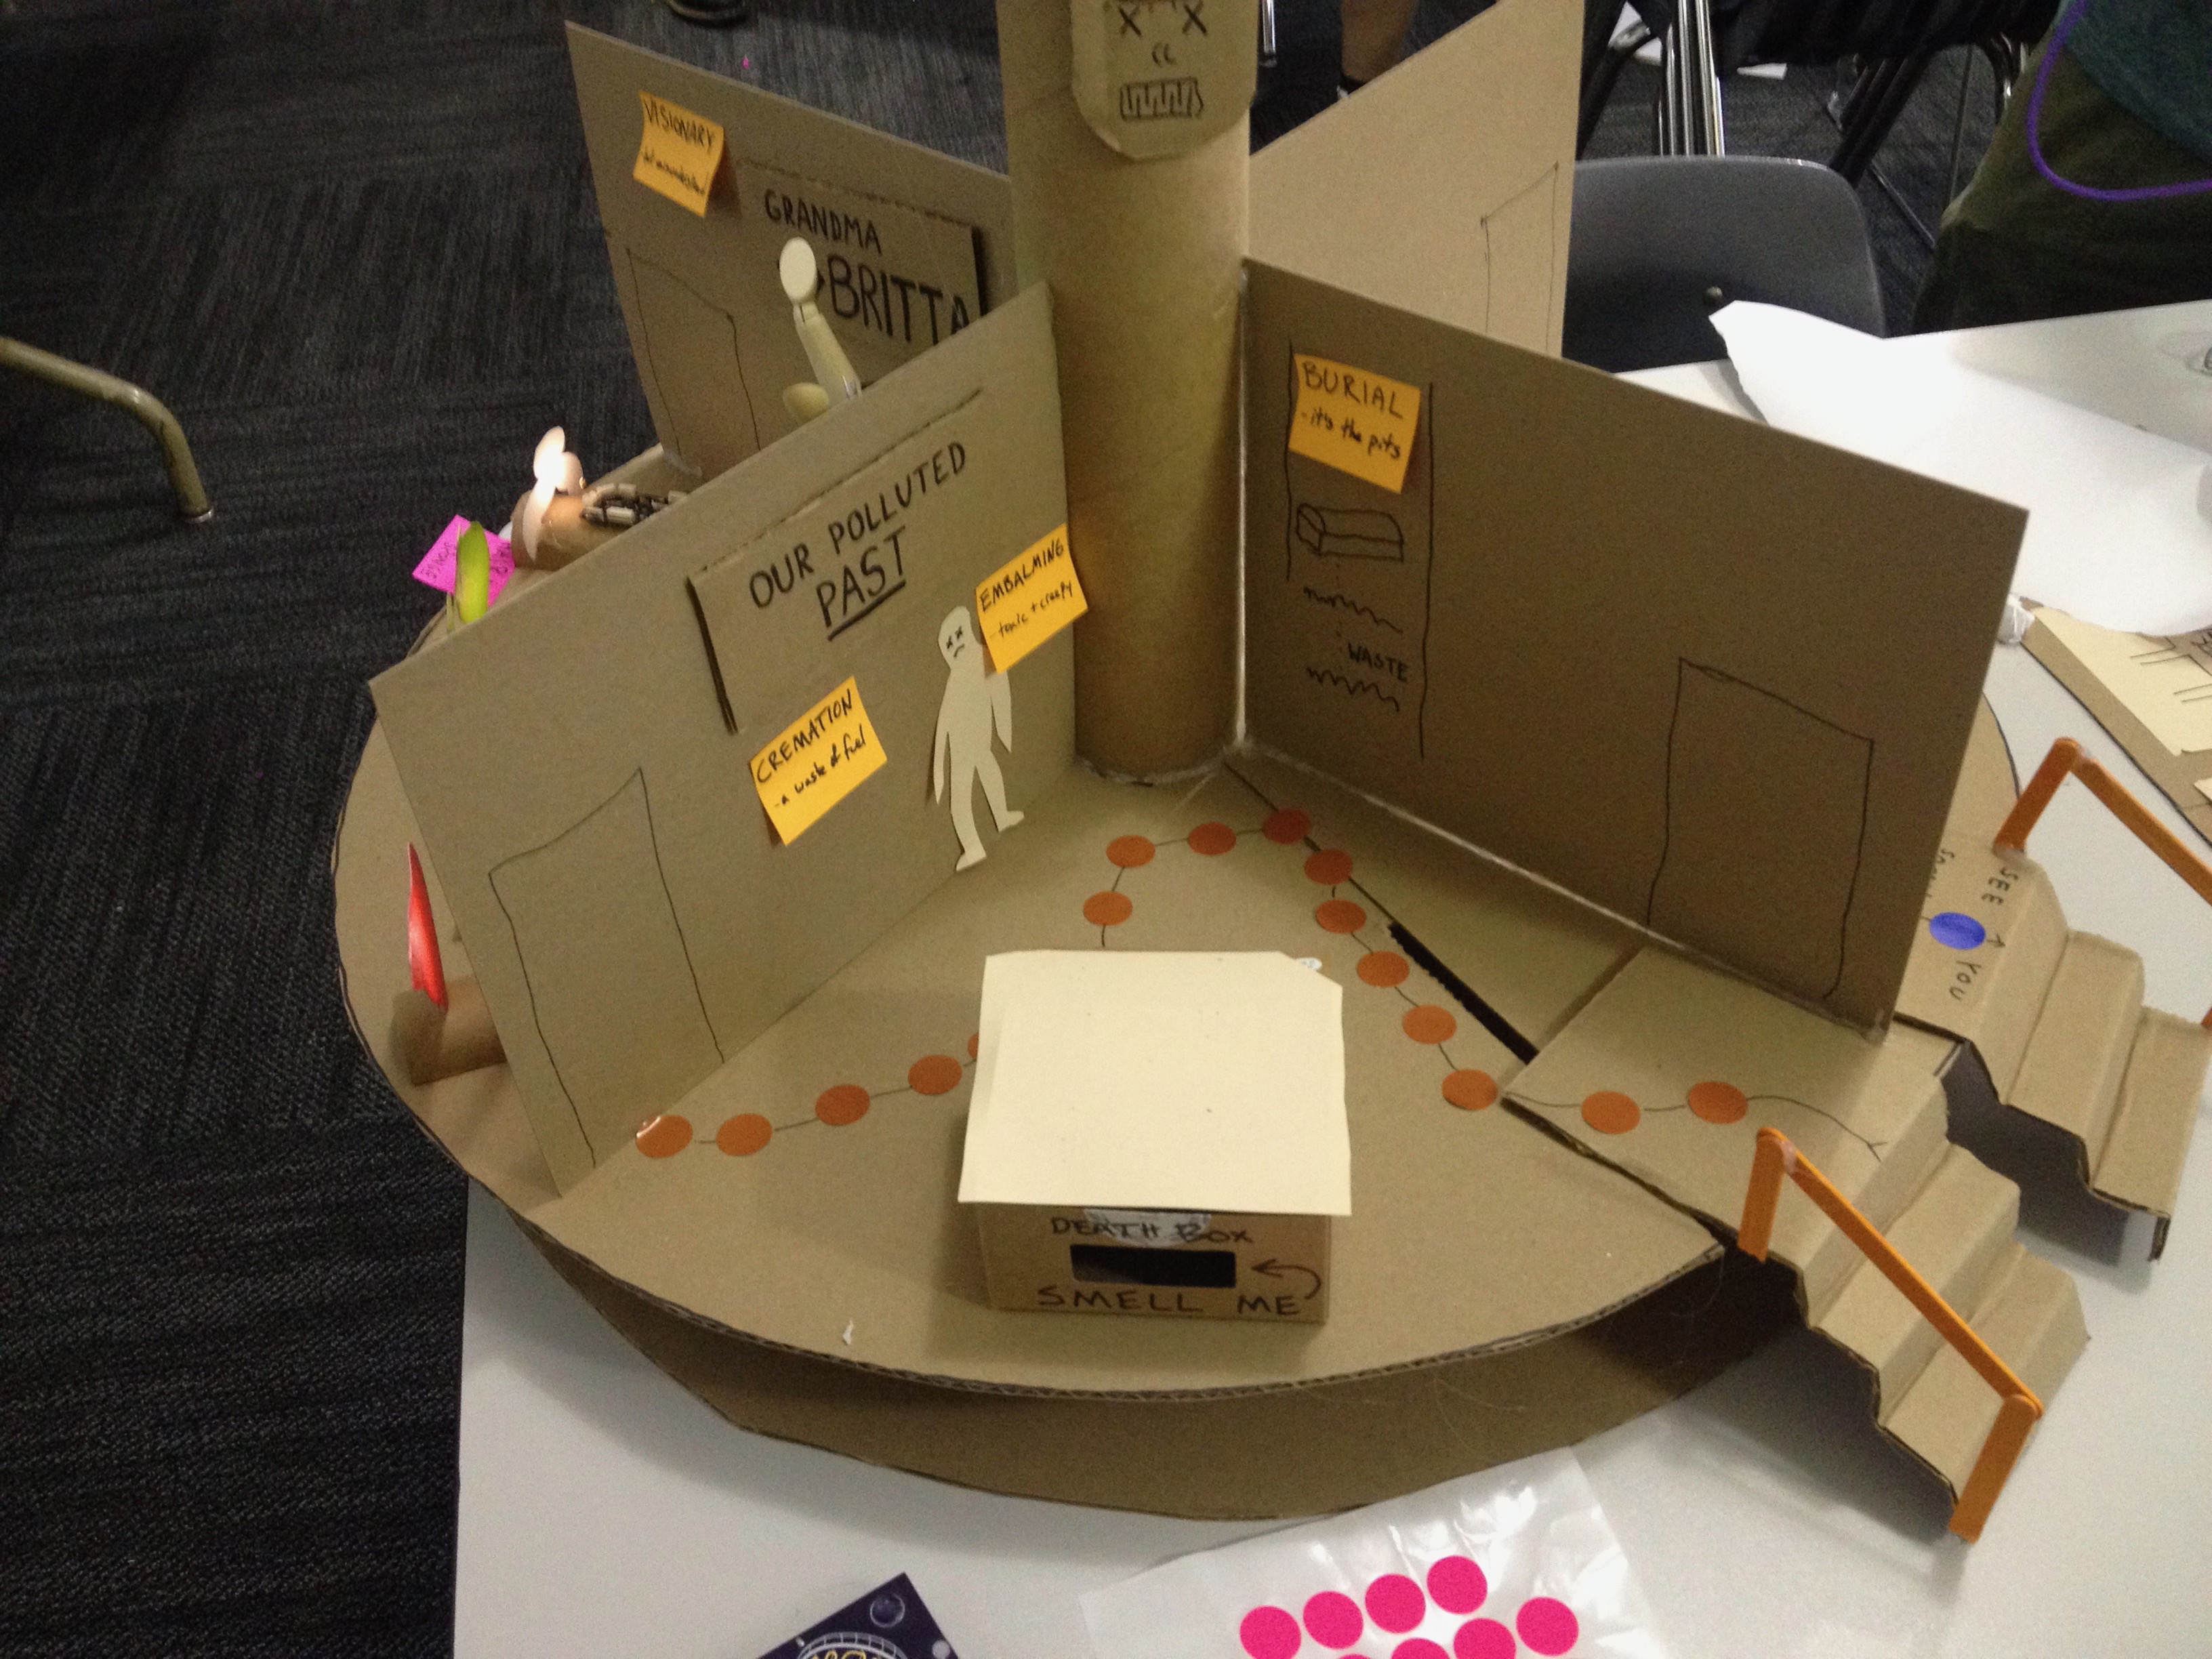 VISIONARY
GRANDMA
BRITTA
OUR POLLUTED
PAST
EMBALMING
- toxic + creepy
CREMATION
- a waste of fuel
BURIAL
- it's the pits
WASTE
SEE
YOU
DEATH BOX
SMELL ME